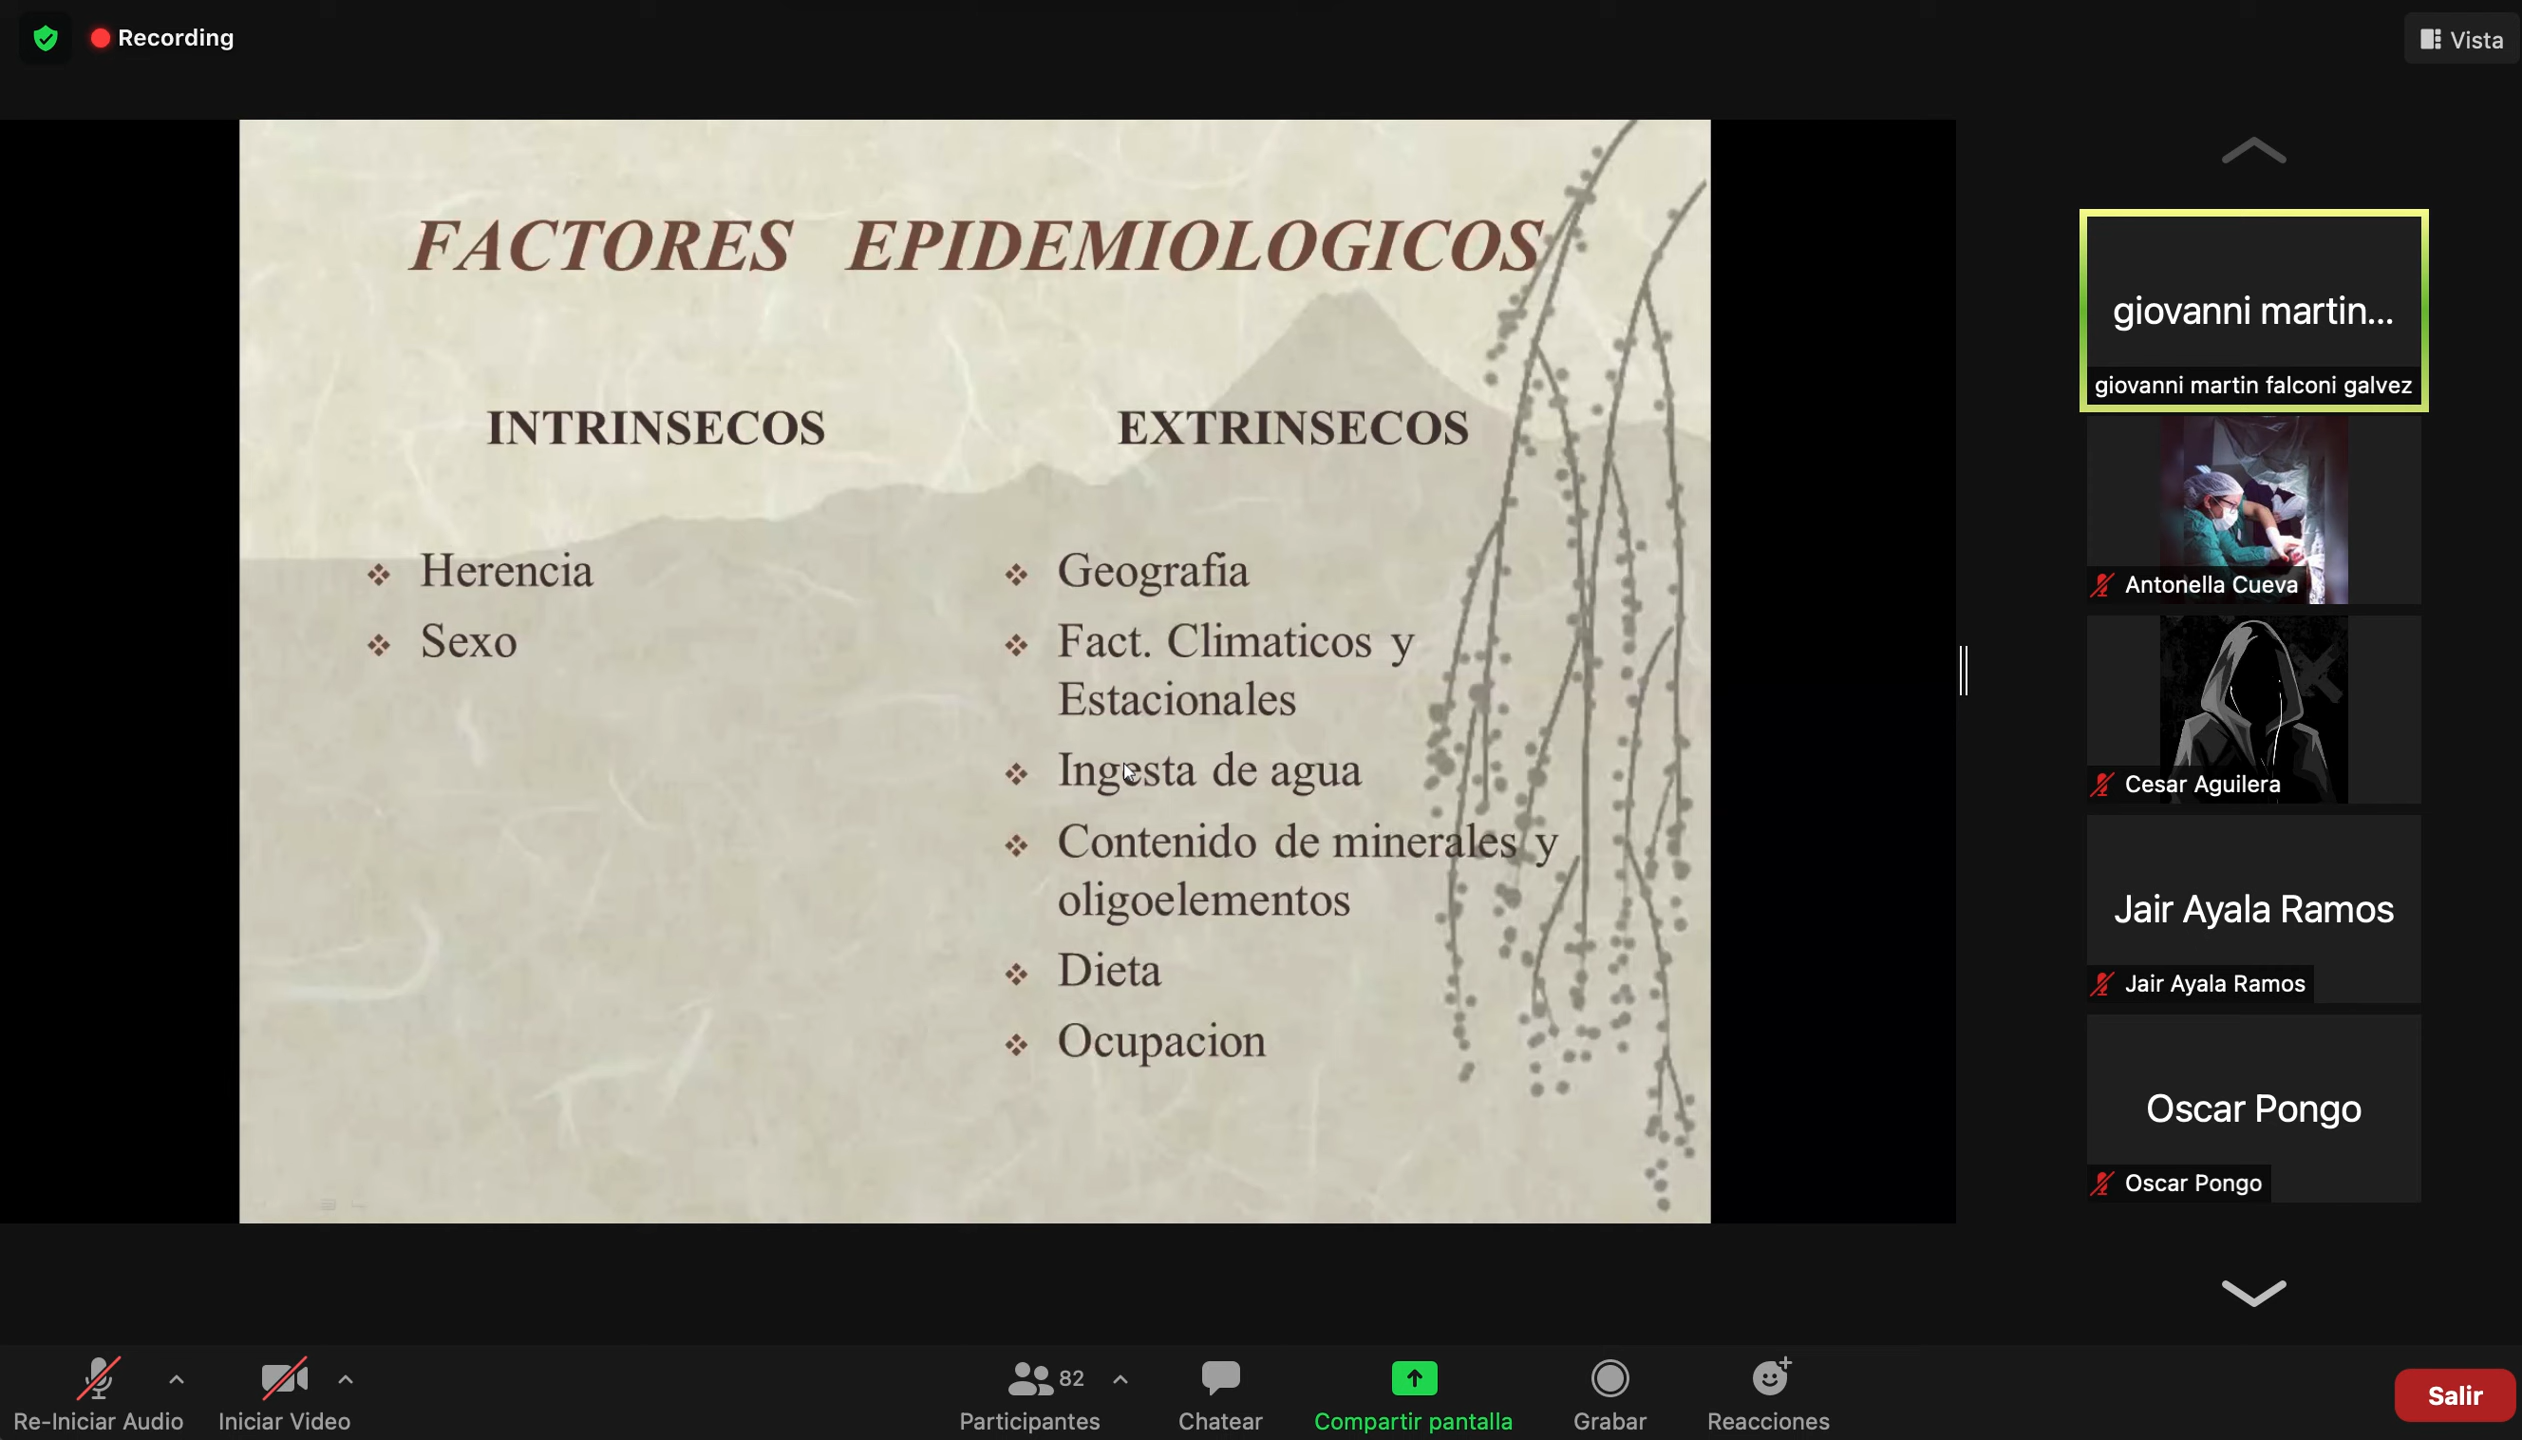 Recording
Vista
FACTORES EPIDEMIOLOGICOS
INTRINSECOS
❖ Herencia
❖ Sexo
EXTRINSECOS
❖ Geografia
❖ Fact. Climaticos y
Estacionales
❖ Ingesta de agua
❖ Contenido de minerales y
oligoelementos
❖ Dieta
❖ Ocupacion
giovanni martin...
giovanni martin falconi galvez
Antonella Cueva
Cesar Aguilera
Jair Ayala Ramos
Jair Ayala Ramos
Oscar Pongo
Oscar Pongo
Re-Iniciar Audio
Iniciar Video
82
Participantes
Chatear
Compartir pantalla
Grabar
Reacciones
Salir